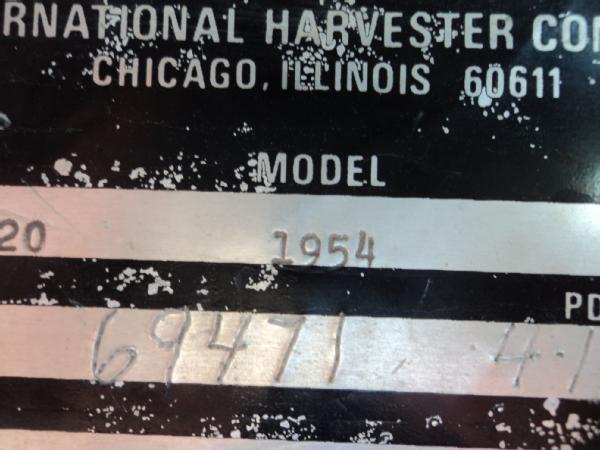 RNATIONAL HARVESTER CO
CHICAGO, ILLINOIS 60611
MODEL
20 1954
PD
69471 4.1